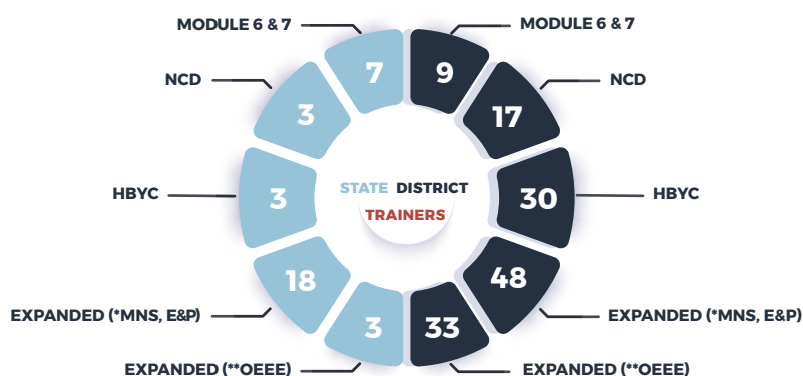 MODULE 6 & 7
MODULE 6 & 7
7
9
NCD
3
17
NCD
HBYC
3
STATE DISTRICT
TRAINERS
30
HBYC
18
48
EXPANDED (*MNS, E&P)
EXPANDED (*MNS, E&P)
3
33
EXPANDED (**OEEE)
EXPANDED (**OEEE)